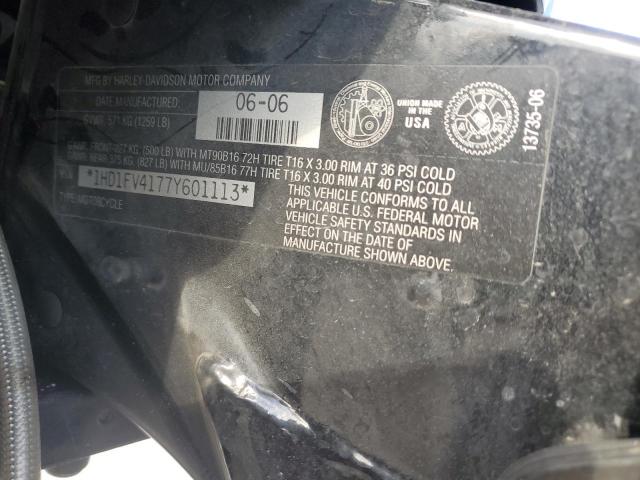 MFG BY HARLEY-DAVIDSON MOTOR COMPANY
DATE MANUFACTURED: 06-06
GVWR: 571 KG (1259 LB)
GAWR: FRONT-227 KG (500 LB) WITH MT90B16 72H TIRE T16 X 3.00 RIM AT 36 PSI COLD
GAWR: REAR-375 KG (827 LB) WITH MU/85B16 77H TIRE T16 X 3.00 RIM AT 40 PSI COLD
VIN: *1HD1FV4177Y601113*
TYPE: MOTORCYCLE
THIS VEHICLE CONFORMS TO ALL
APPLICABLE U.S. FEDERAL MOTOR
VEHICLE SAFETY STANDARDS IN
EFFECT ON THE DATE OF
MANUFACTURE SHOWN ABOVE.
UNION MADE
IN THE
USA
13735-06